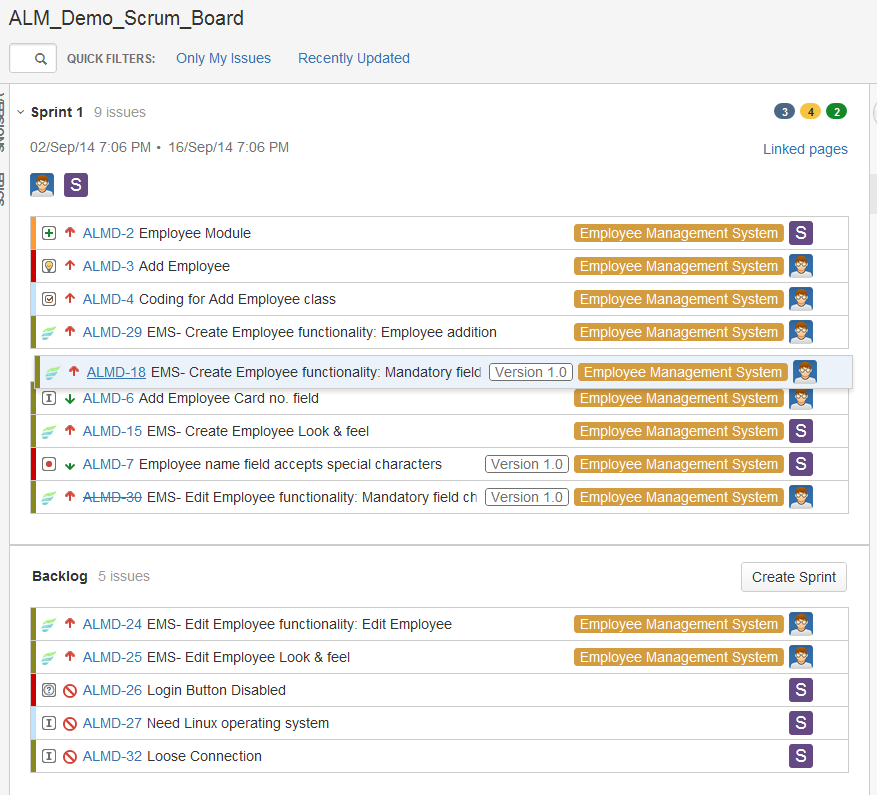 ALM_Demo_Scrum_Board
QUICK FILTERS: Only My Issues Recently Updated
VERSIONS
EPICS
Sprint 1 9 issues 3 4 2
02/Sep/14 7:06 PM • 16/Sep/14 7:06 PM Linked pages
S
ALMD-2 Employee Module Employee Management System S
ALMD-3 Add Employee Employee Management System
ALMD-4 Coding for Add Employee class Employee Management System
ALMD-29 EMS- Create Employee functionality: Employee addition Employee Management System
ALMD-18 EMS- Create Employee functionality: Mandatory field Version 1.0 Employee Management System
ALMD-6 Add Employee Card no. field Employee Management System
ALMD-15 EMS- Create Employee Look & feel Employee Management System S
ALMD-7 Employee name field accepts special characters Version 1.0 Employee Management System S
ALMD-30 EMS- Edit Employee functionality: Mandatory field ch Version 1.0 Employee Management System
Backlog 5 issues Create Sprint
ALMD-24 EMS- Edit Employee functionality: Edit Employee Employee Management System
ALMD-25 EMS- Edit Employee Look & feel Employee Management System
ALMD-26 Login Button Disabled S
ALMD-27 Need Linux operating system S
ALMD-32 Loose Connection S